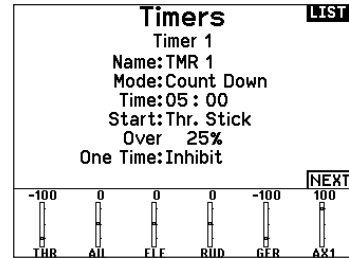 Timers
LIST
Timer 1
Name: TMR 1
Mode: Count Down
Time: 05 : 00
Start: Thr. Stick
Over 25%
One Time: Inhibit
NEXT
-100 0 0 0 -100 100
THR AIL ELE RUD GER AX1